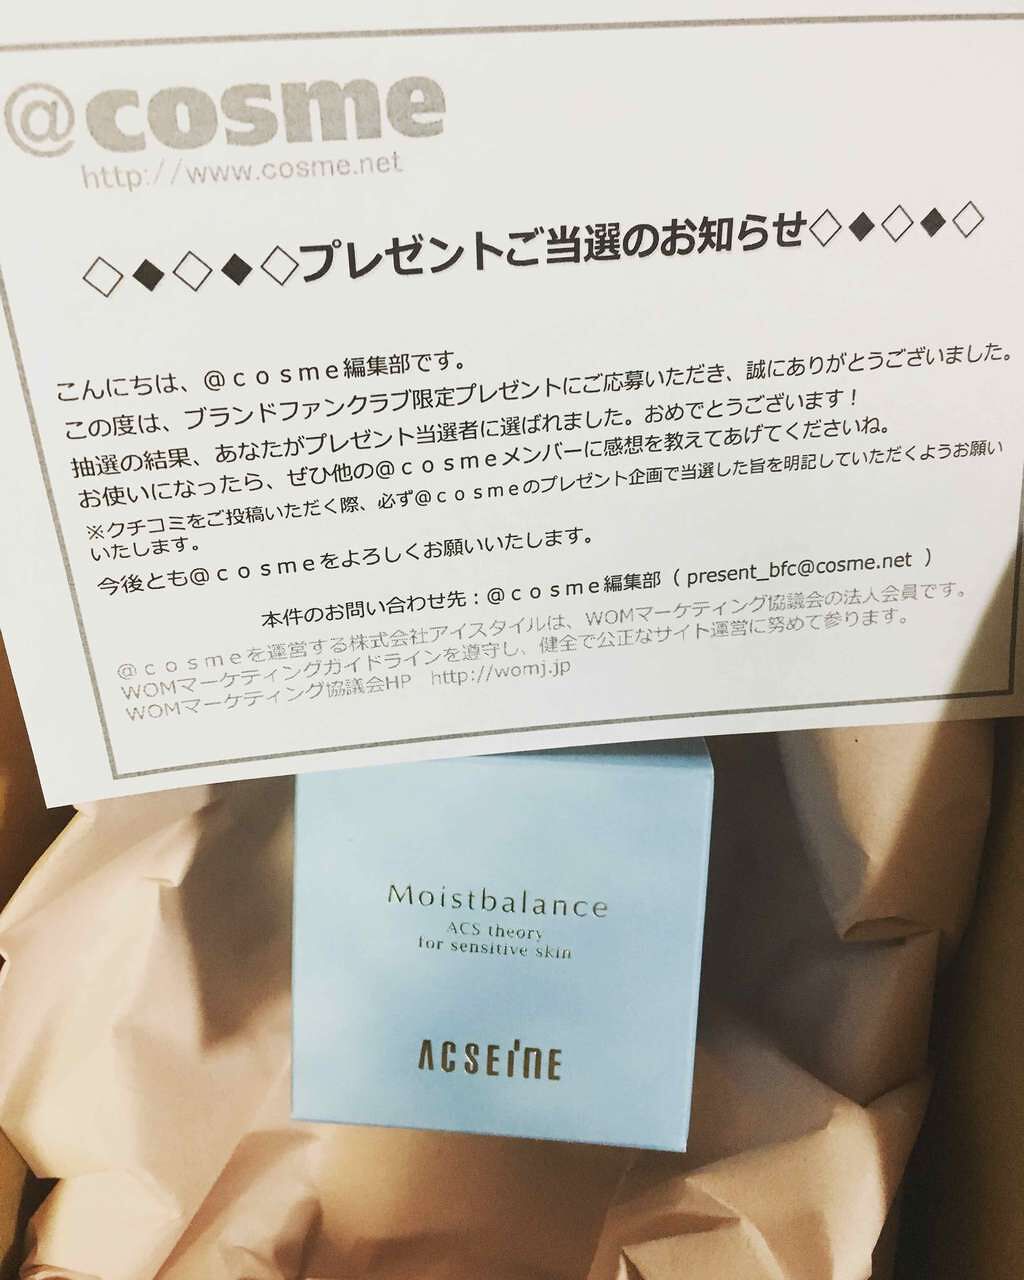 @cosme
http://www.cosme.net
◇◆◇◆◇プレゼントご当選のお知らせ◇◆◇◆◇
こんにちは、@ｃｏｓｍｅ編集部です。
この度は、ブランドファンクラブ限定プレゼントにご応募いただき、誠にありがとうございました。
抽選の結果、あなたがプレゼント当選者に選ばれました。おめでとうございます！
お使いになったら、ぜひ他の@ｃｏｓｍｅメンバーに感想を教えてあげてくださいね。
※クチコミをご投稿いただく際、必ず@ｃｏｓｍｅのプレゼント企画で当選した旨を明記していただくようお願い
いたします。
今後とも@ｃｏｓｍｅをよろしくお願いいたします。
本件のお問い合わせ先：@ｃｏｓｍｅ編集部（ present_bfc@cosme.net ）
@ｃｏｓｍｅを運営する株式会社アイスタイルは、WOMマーケティング協議会の法人会員です。
WOMマーケティングガイドラインを遵守し、健全で公正なサイト運営に努めて参ります。
WOMマーケティング協議会HP　http://womj.jp
Moistbalance
ACS theory
for sensitive skin
ACSEINE